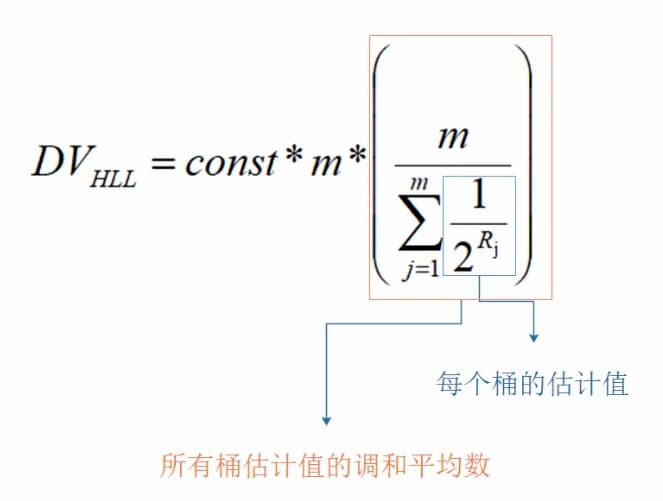 DV_{HLL} = const * m * \left( \frac{m}{\sum_{j=1}^{m} \frac{1}{2^{R_j}}} \right)
每个桶的估计值
所有桶估计值的调和平均数